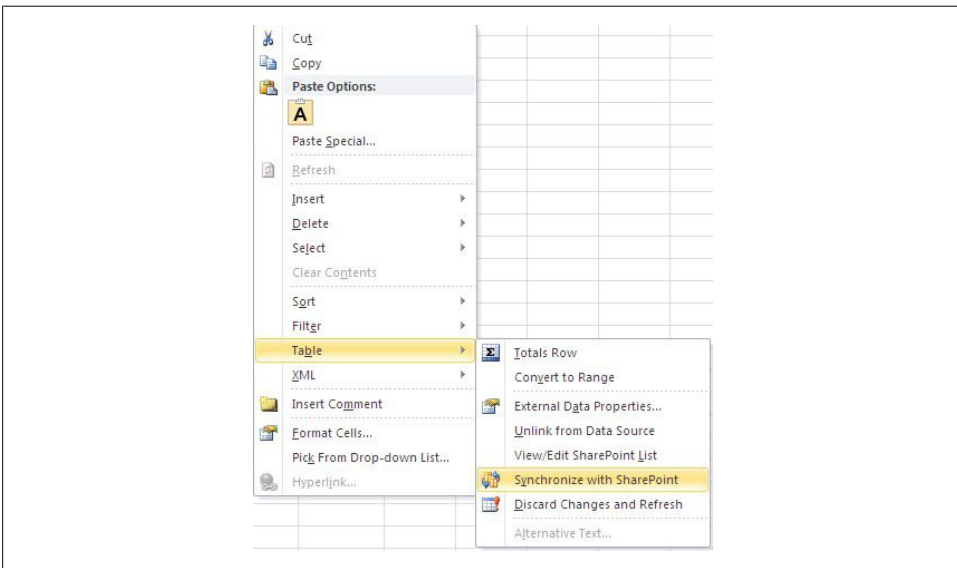 Cut
Copy
Paste Options:
A
Paste Special...
Refresh
Insert
Delete
Select
Clear Contents
Sort
Filter
Table
XML
Insert Comment
Format Cells...
Pick From Drop-down List...
Hyperlink...
Σ Totals Row
Convert to Range
External Data Properties...
Unlink from Data Source
View/Edit SharePoint List
Synchronize with SharePoint
Discard Changes and Refresh
Alternative Text...